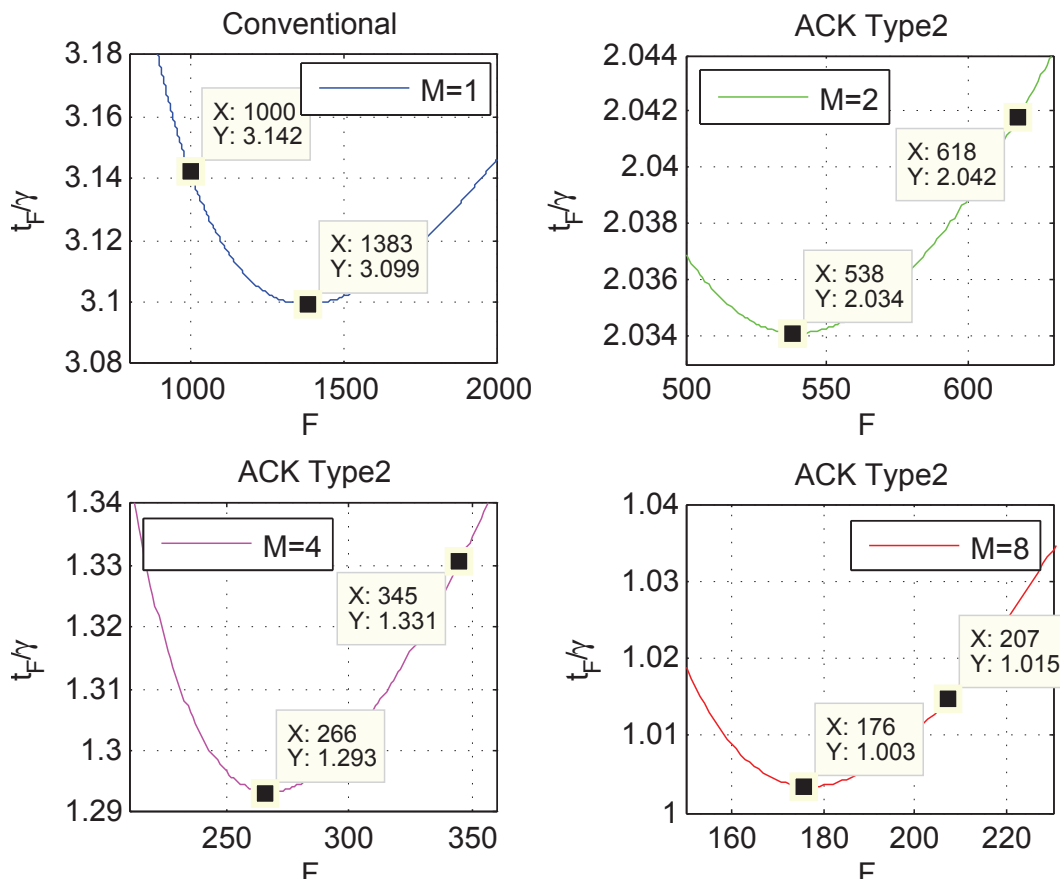 Conventional
3.18
3.16
3.14
3.12
3.1
3.08
t_F/γ
M=1
X: 1000
Y: 3.142
X: 1383
Y: 3.099
1000
1500
2000
F
ACK Type2
2.044
2.042
2.04
2.038
2.036
2.034
t_F/γ
M=2
X: 618
Y: 2.042
X: 538
Y: 2.034
500
550
600
F
ACK Type2
1.34
1.33
1.32
1.31
1.3
1.29
t_F/γ
M=4
X: 345
Y: 1.331
X: 266
Y: 1.293
250
300
350
F
ACK Type2
1.04
1.03
1.02
1.01
1
t_F/γ
M=8
X: 207
Y: 1.015
X: 176
Y: 1.003
160
180
200
220
F